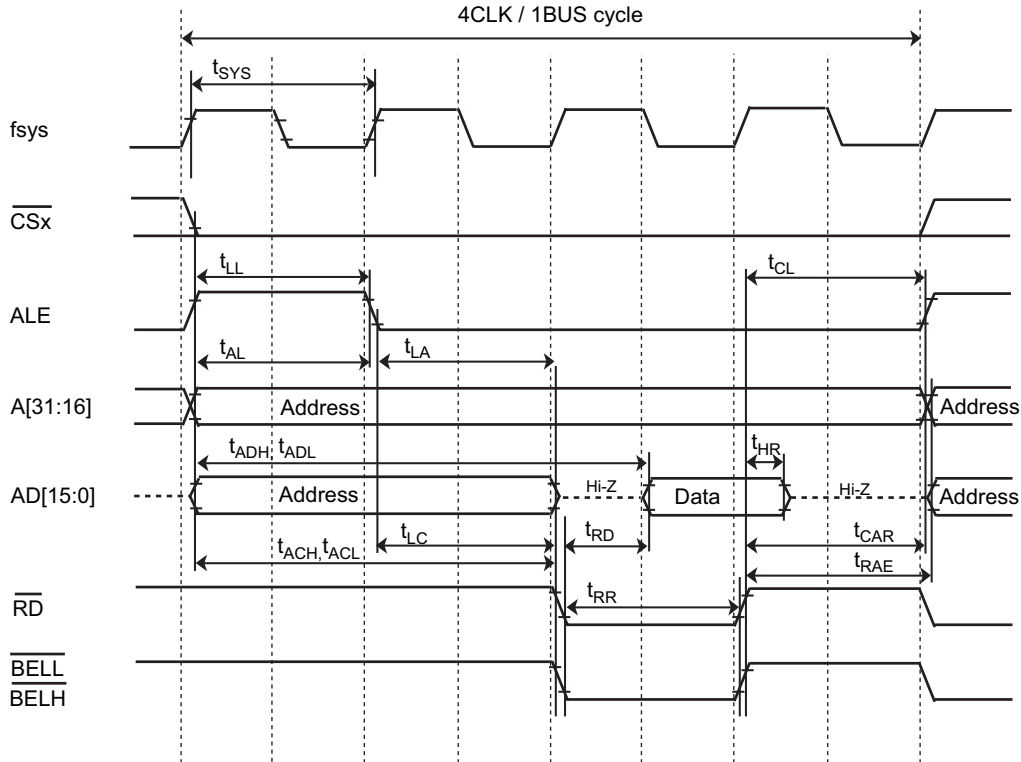 4CLK / 1BUS cycle
tSYS
fsys
CSx
tLL
tCL
ALE
tAL
tLA
A[31:16]
Address
Address
tADH, tADL
tHR
AD[15:0]
Address
Hi-Z
Data
Hi-Z
Address
tLC
tRD
tCAR
tACH,tACL
tRAE
RD
tRR
BELL
BELH